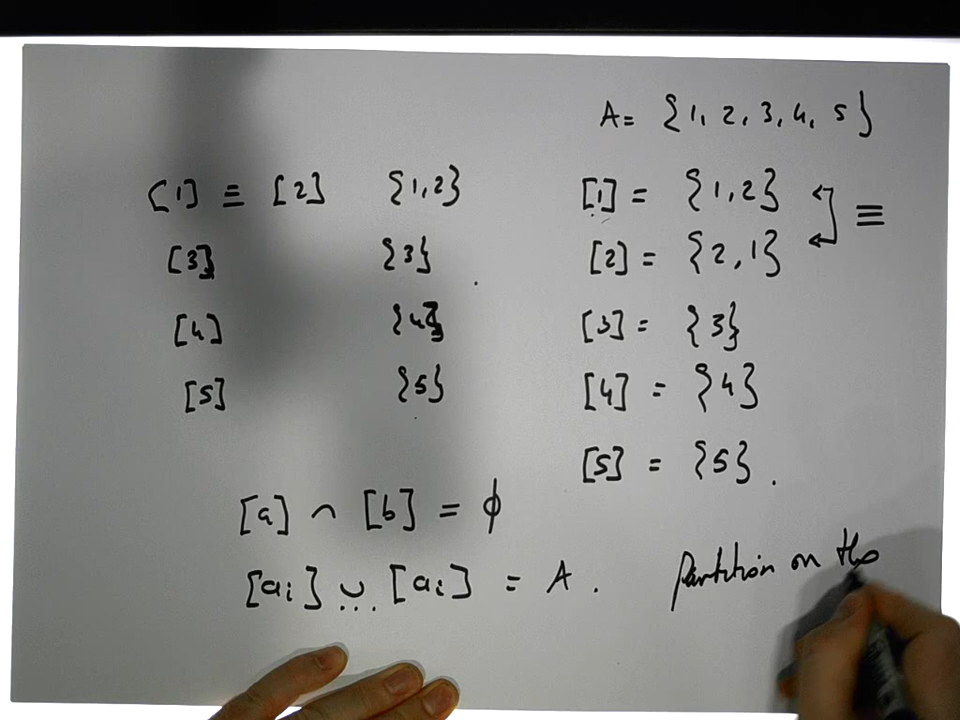 A = {1, 2, 3, 4, 5}
[1] ≡ [2] {1,2}
[3] {3}
[4] {4}
[5] {5}
[1] = {1,2}
[2] = {2,1} ≡
[3] = {3}
[4] = {4}
[5] = {5}.
[a] ∩ [b] = ϕ
[ai] ∪... [ai] = A.
Partition on the